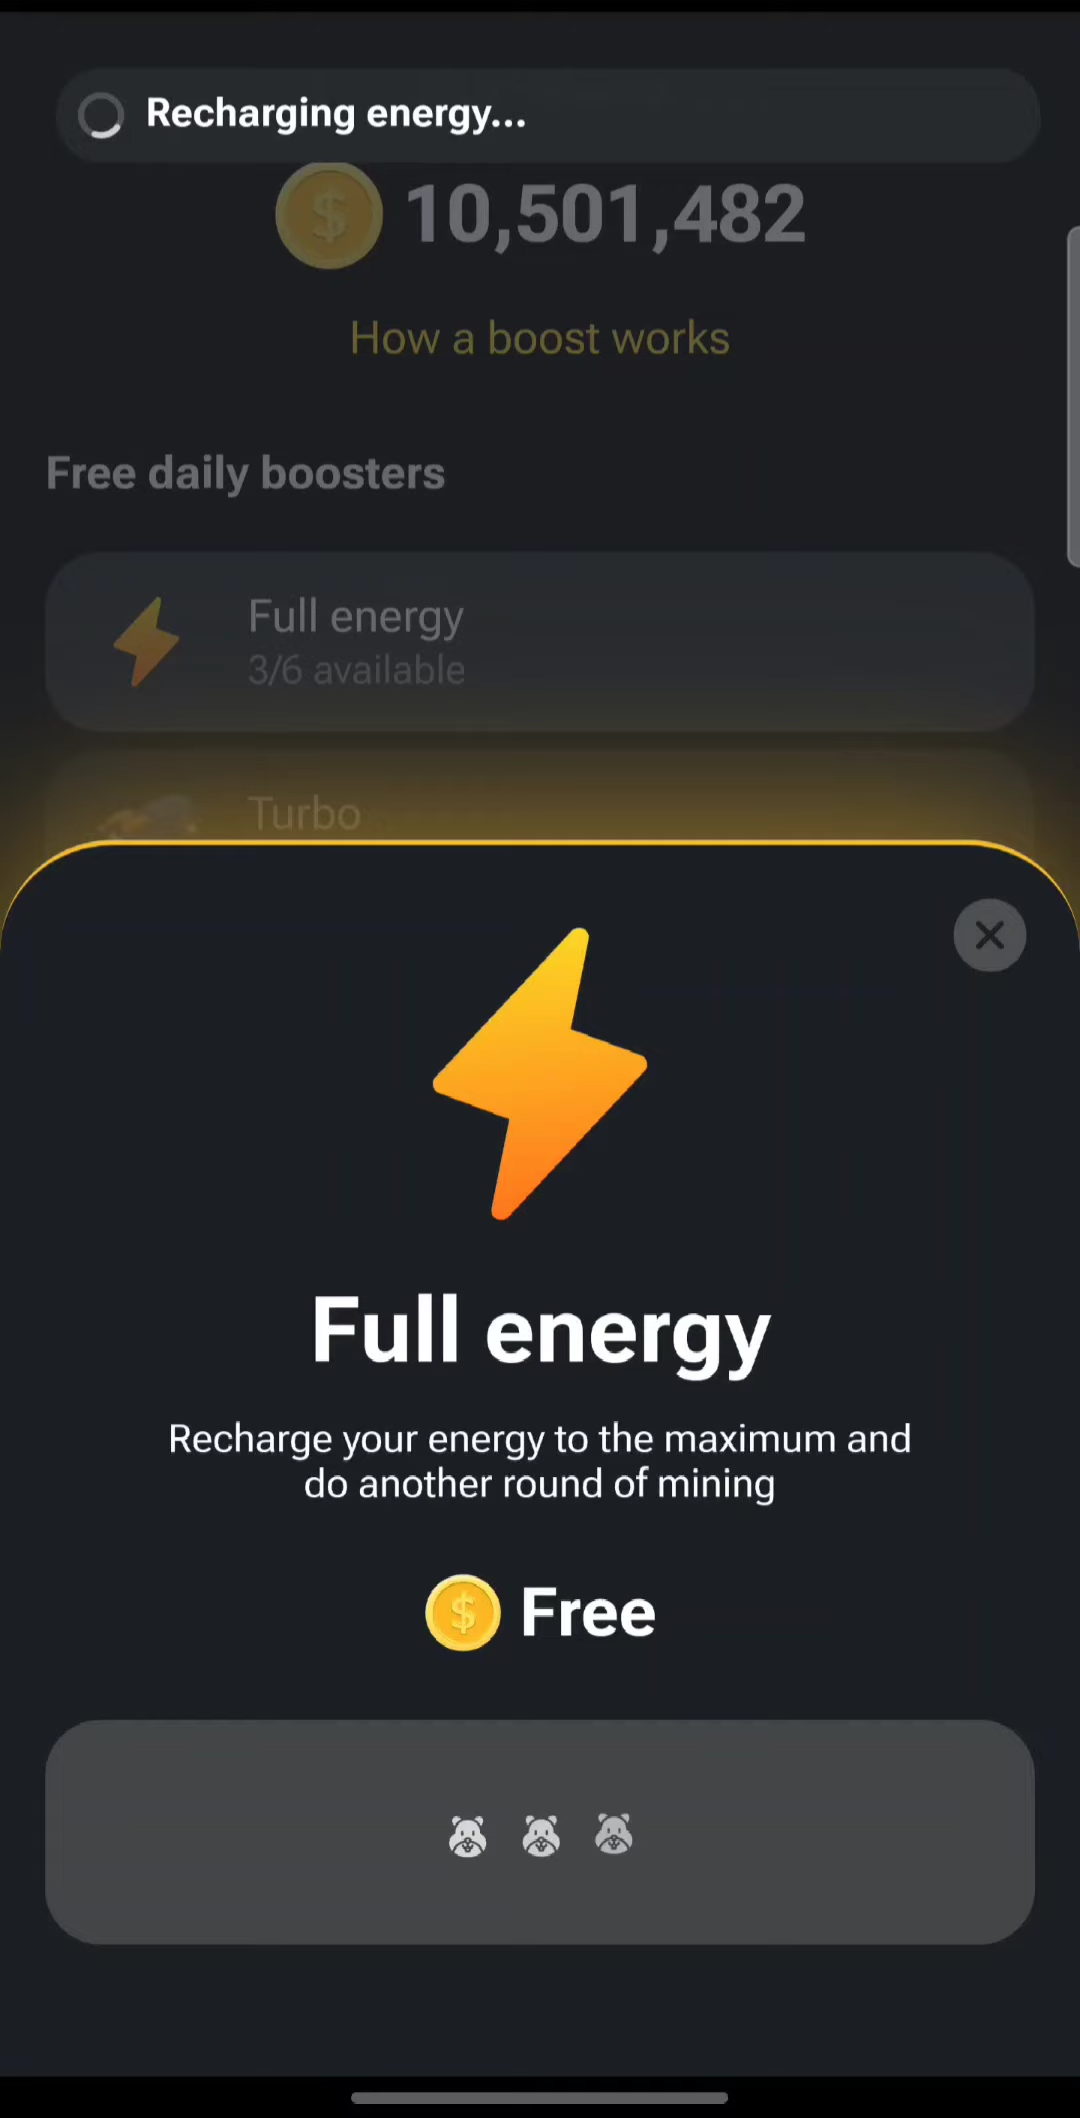 Recharging energy...
10,501,482
How a boost works
Free daily boosters
Full energy
3/6 available
Turbo
Full energy
Recharge your energy to the maximum and
do another round of mining
Free